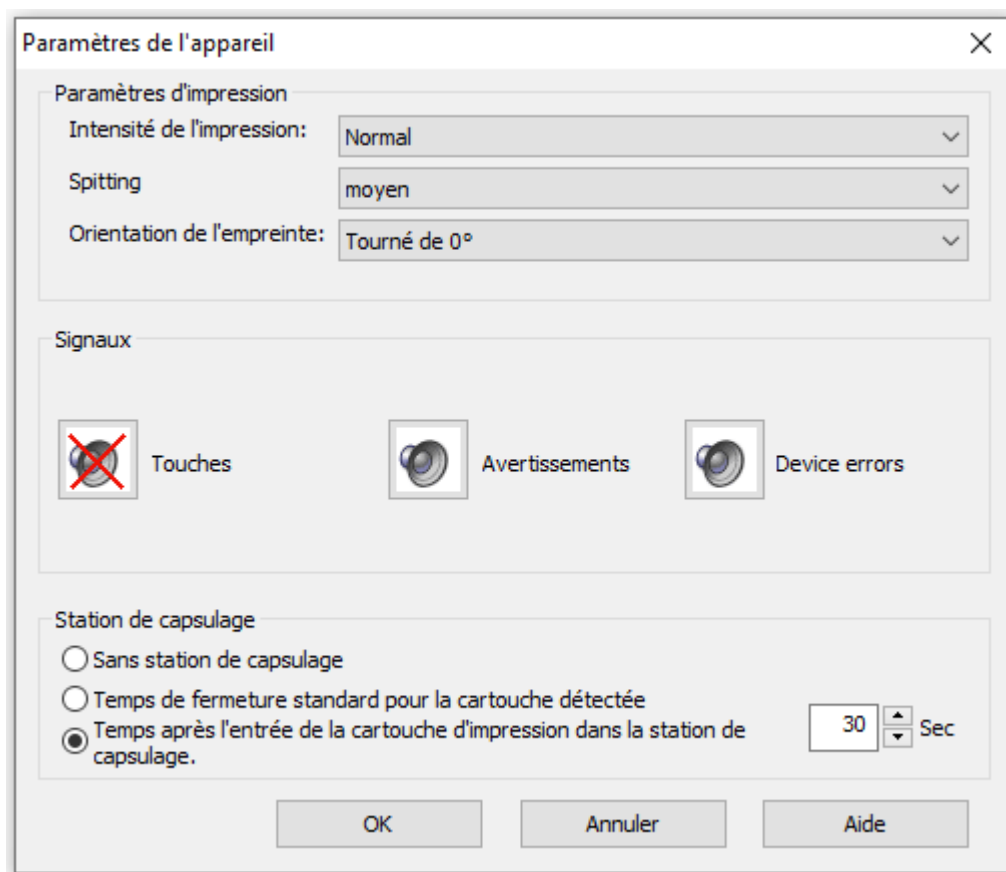 Paramètres de l'appareil
Paramètres d'impression
Intensité de l'impression:
Normal
Spitting
moyen
Orientation de l'empreinte:
Tourné de 0°
Signaux
Touches
Avertissements
Device errors
Station de capsulage
Sans station de capsulage
Temps de fermeture standard pour la cartouche détectée
Temps après l'entrée de la cartouche d'impression dans la station de
capsulage.
30
Sec
OK
Annuler
Aide